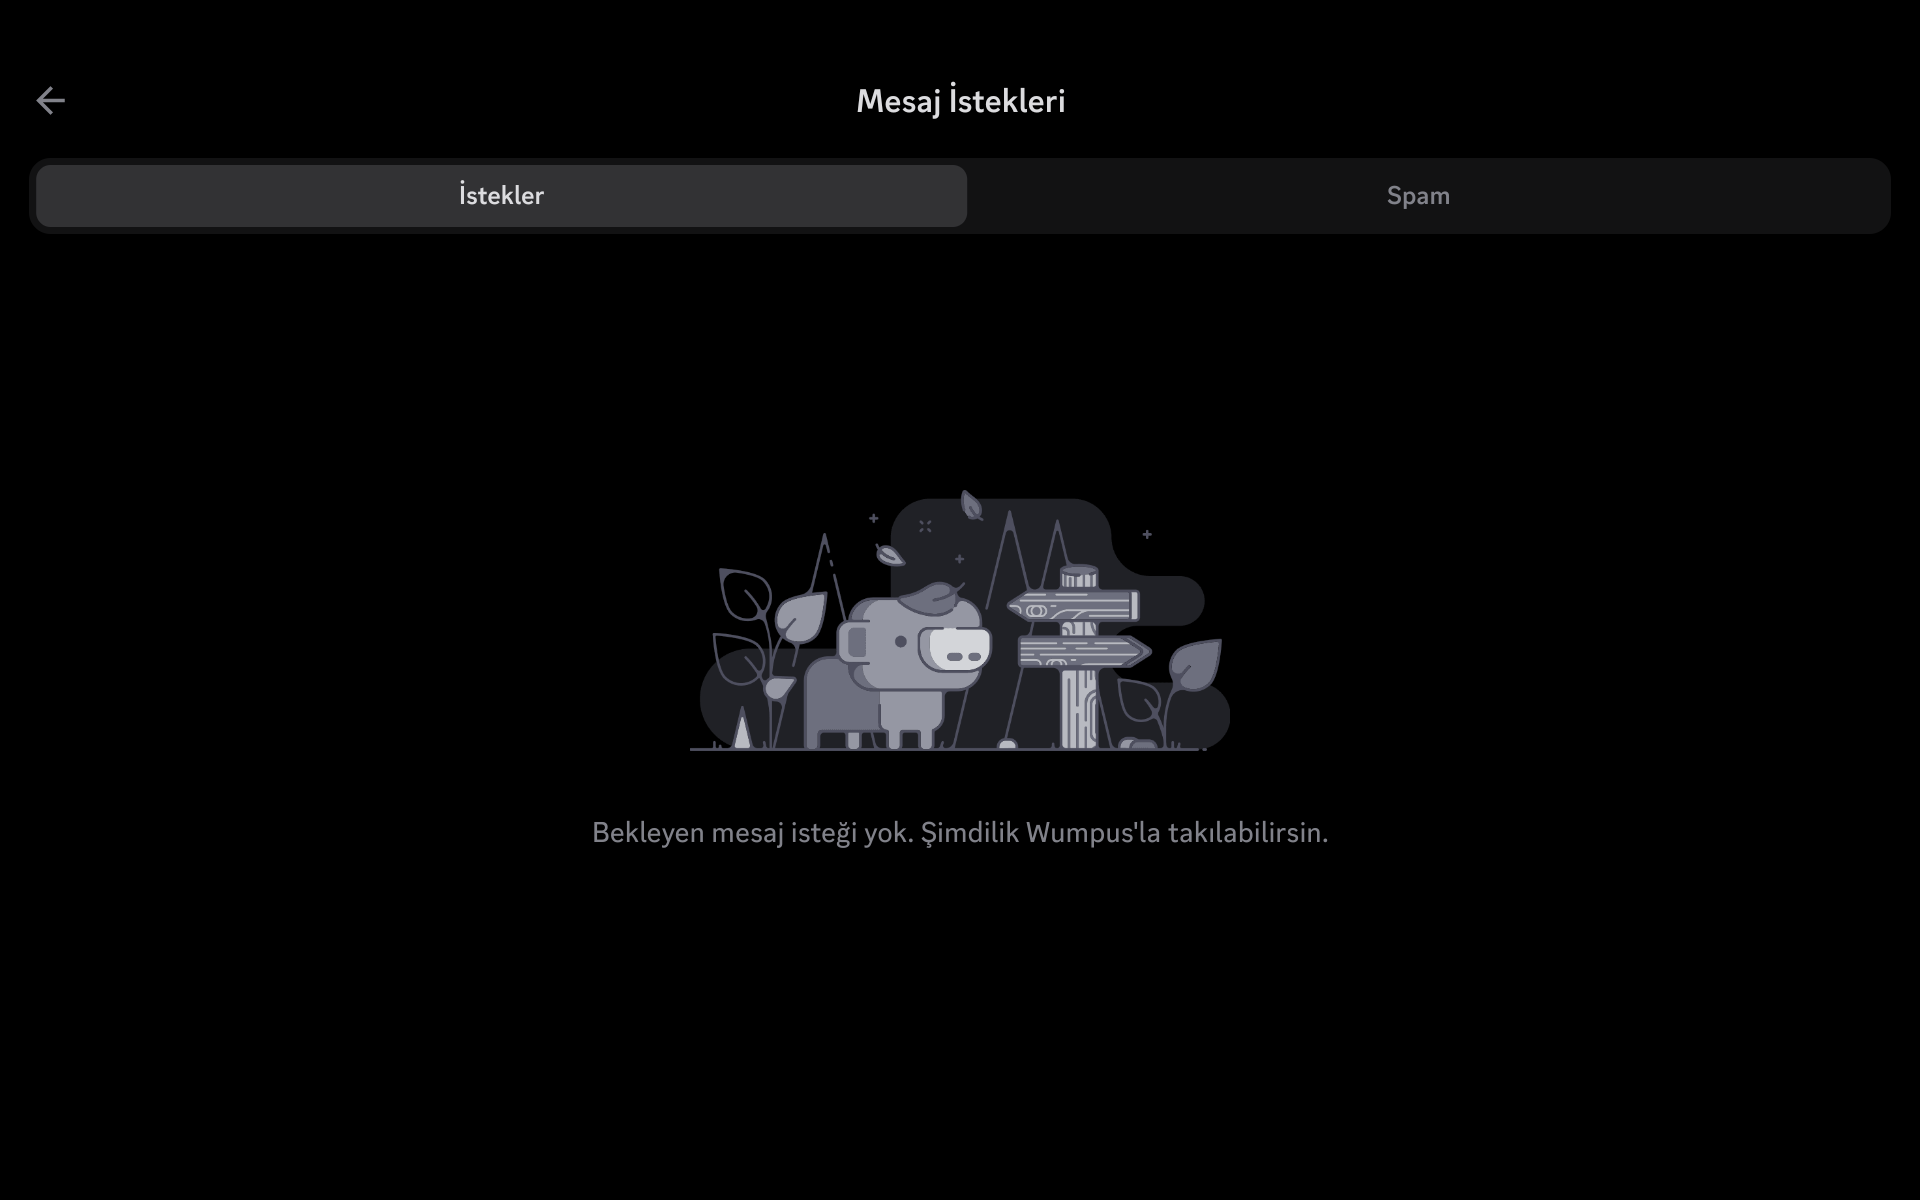 Mesaj İstekleri
İstekler
Spam
Bekleyen mesaj isteği yok. Şimdilik Wumpus'la takılabilirsin.